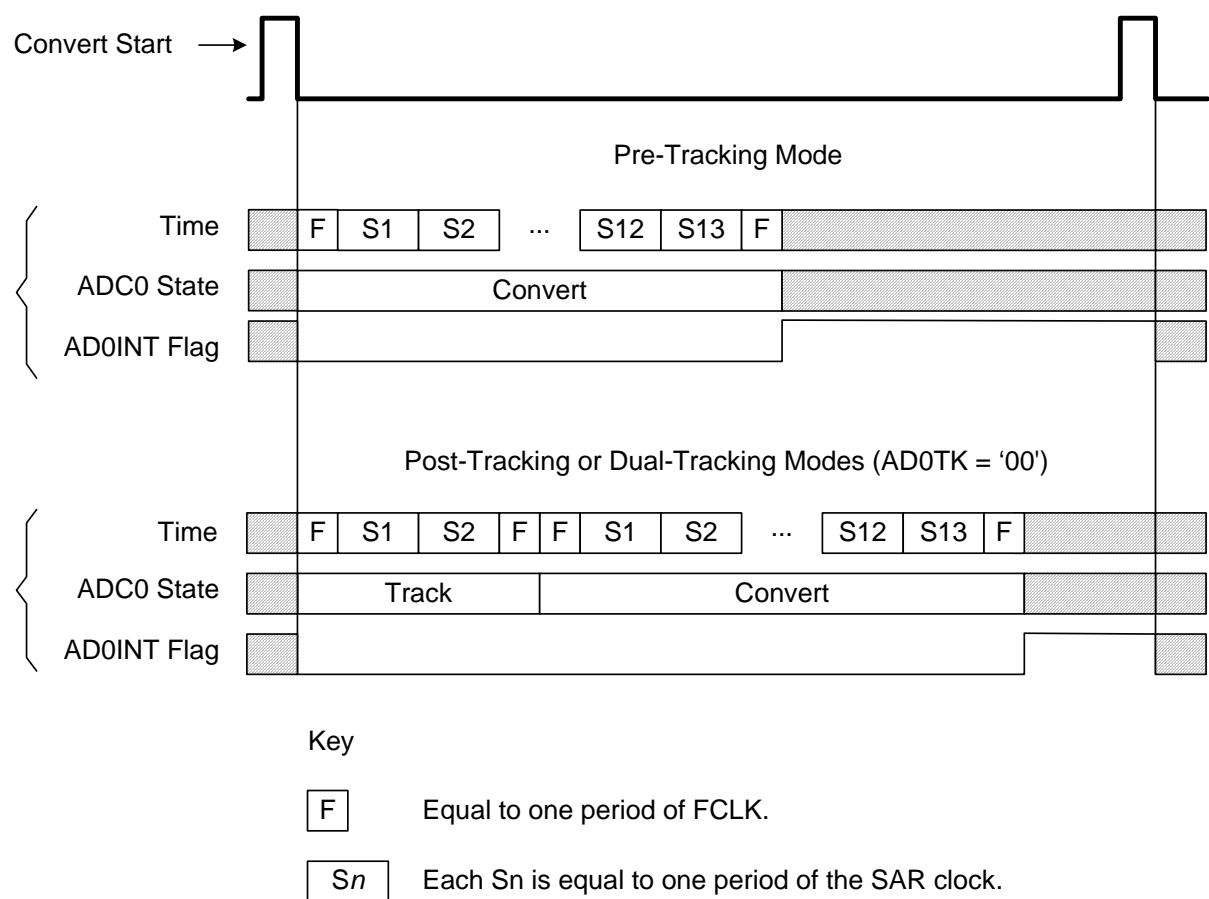 Convert Start
Pre-Tracking Mode
Time F S1 S2 ... S12 S13 F
ADC0 State Convert
AD0INT Flag
Post-Tracking or Dual-Tracking Modes (AD0TK = ‘00')
Time F S1 S2 F F S1 S2 ... S12 S13 F
ADC0 State Track Convert
AD0INT Flag
Key
F Equal to one period of FCLK.
Sn Each Sn is equal to one period of the SAR clock.